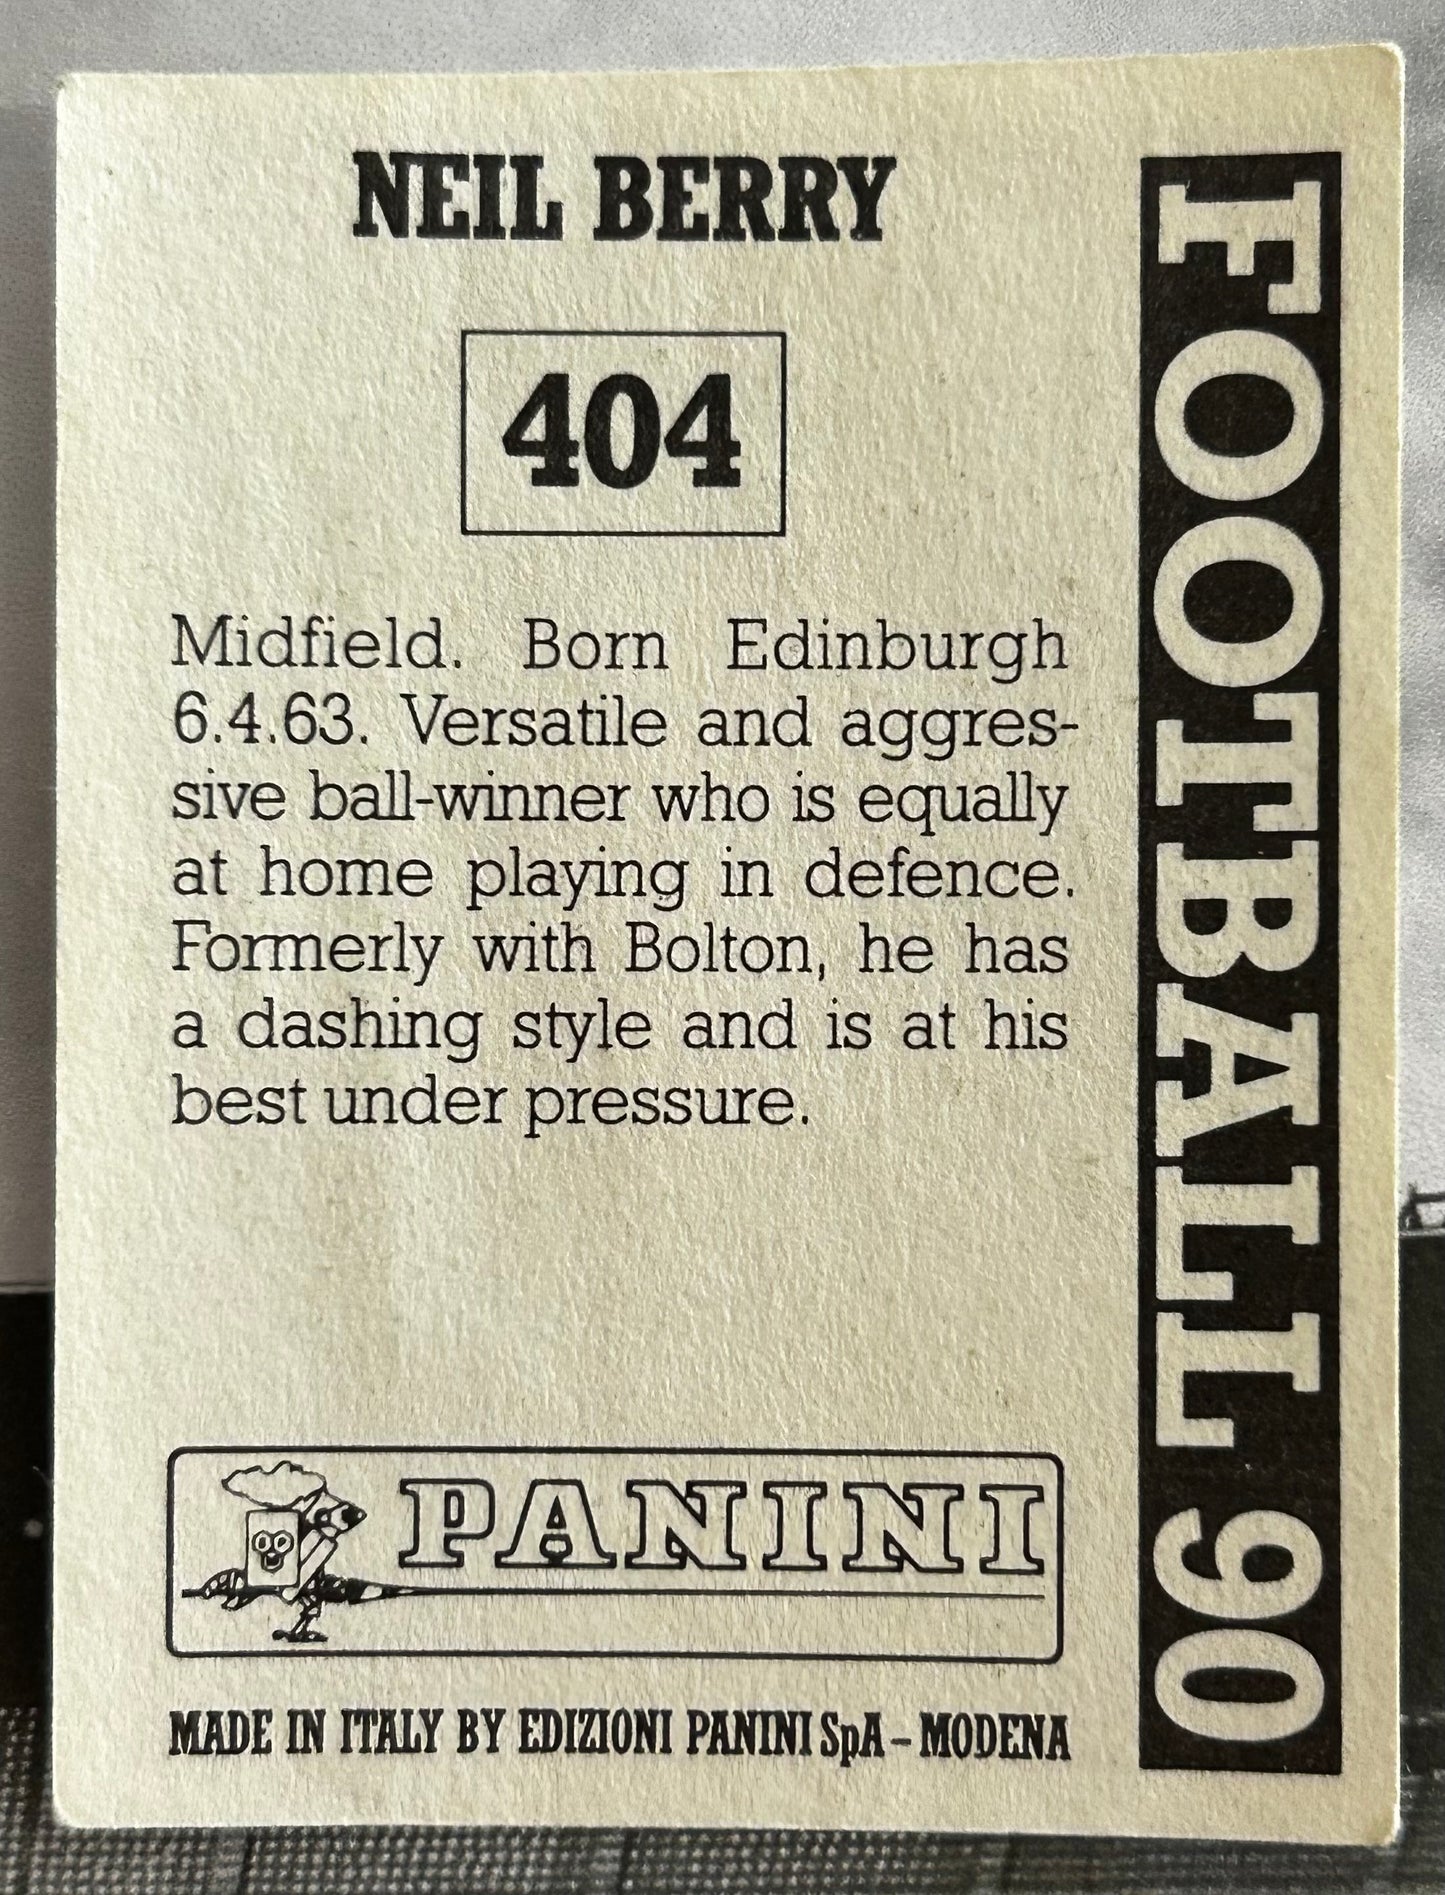 NEIL BERRY
404
Midfield. Born Edinburgh
6.4.63. Versatile and aggres-
sive ball-winner who is equally
at home playing in defence.
Formerly with Bolton, he has
a dashing style and is at his
best under pressure.
PANINI
MADE IN ITALY BY EDIZIONI PANINI SpA – MODENA
FOOTBALL 90